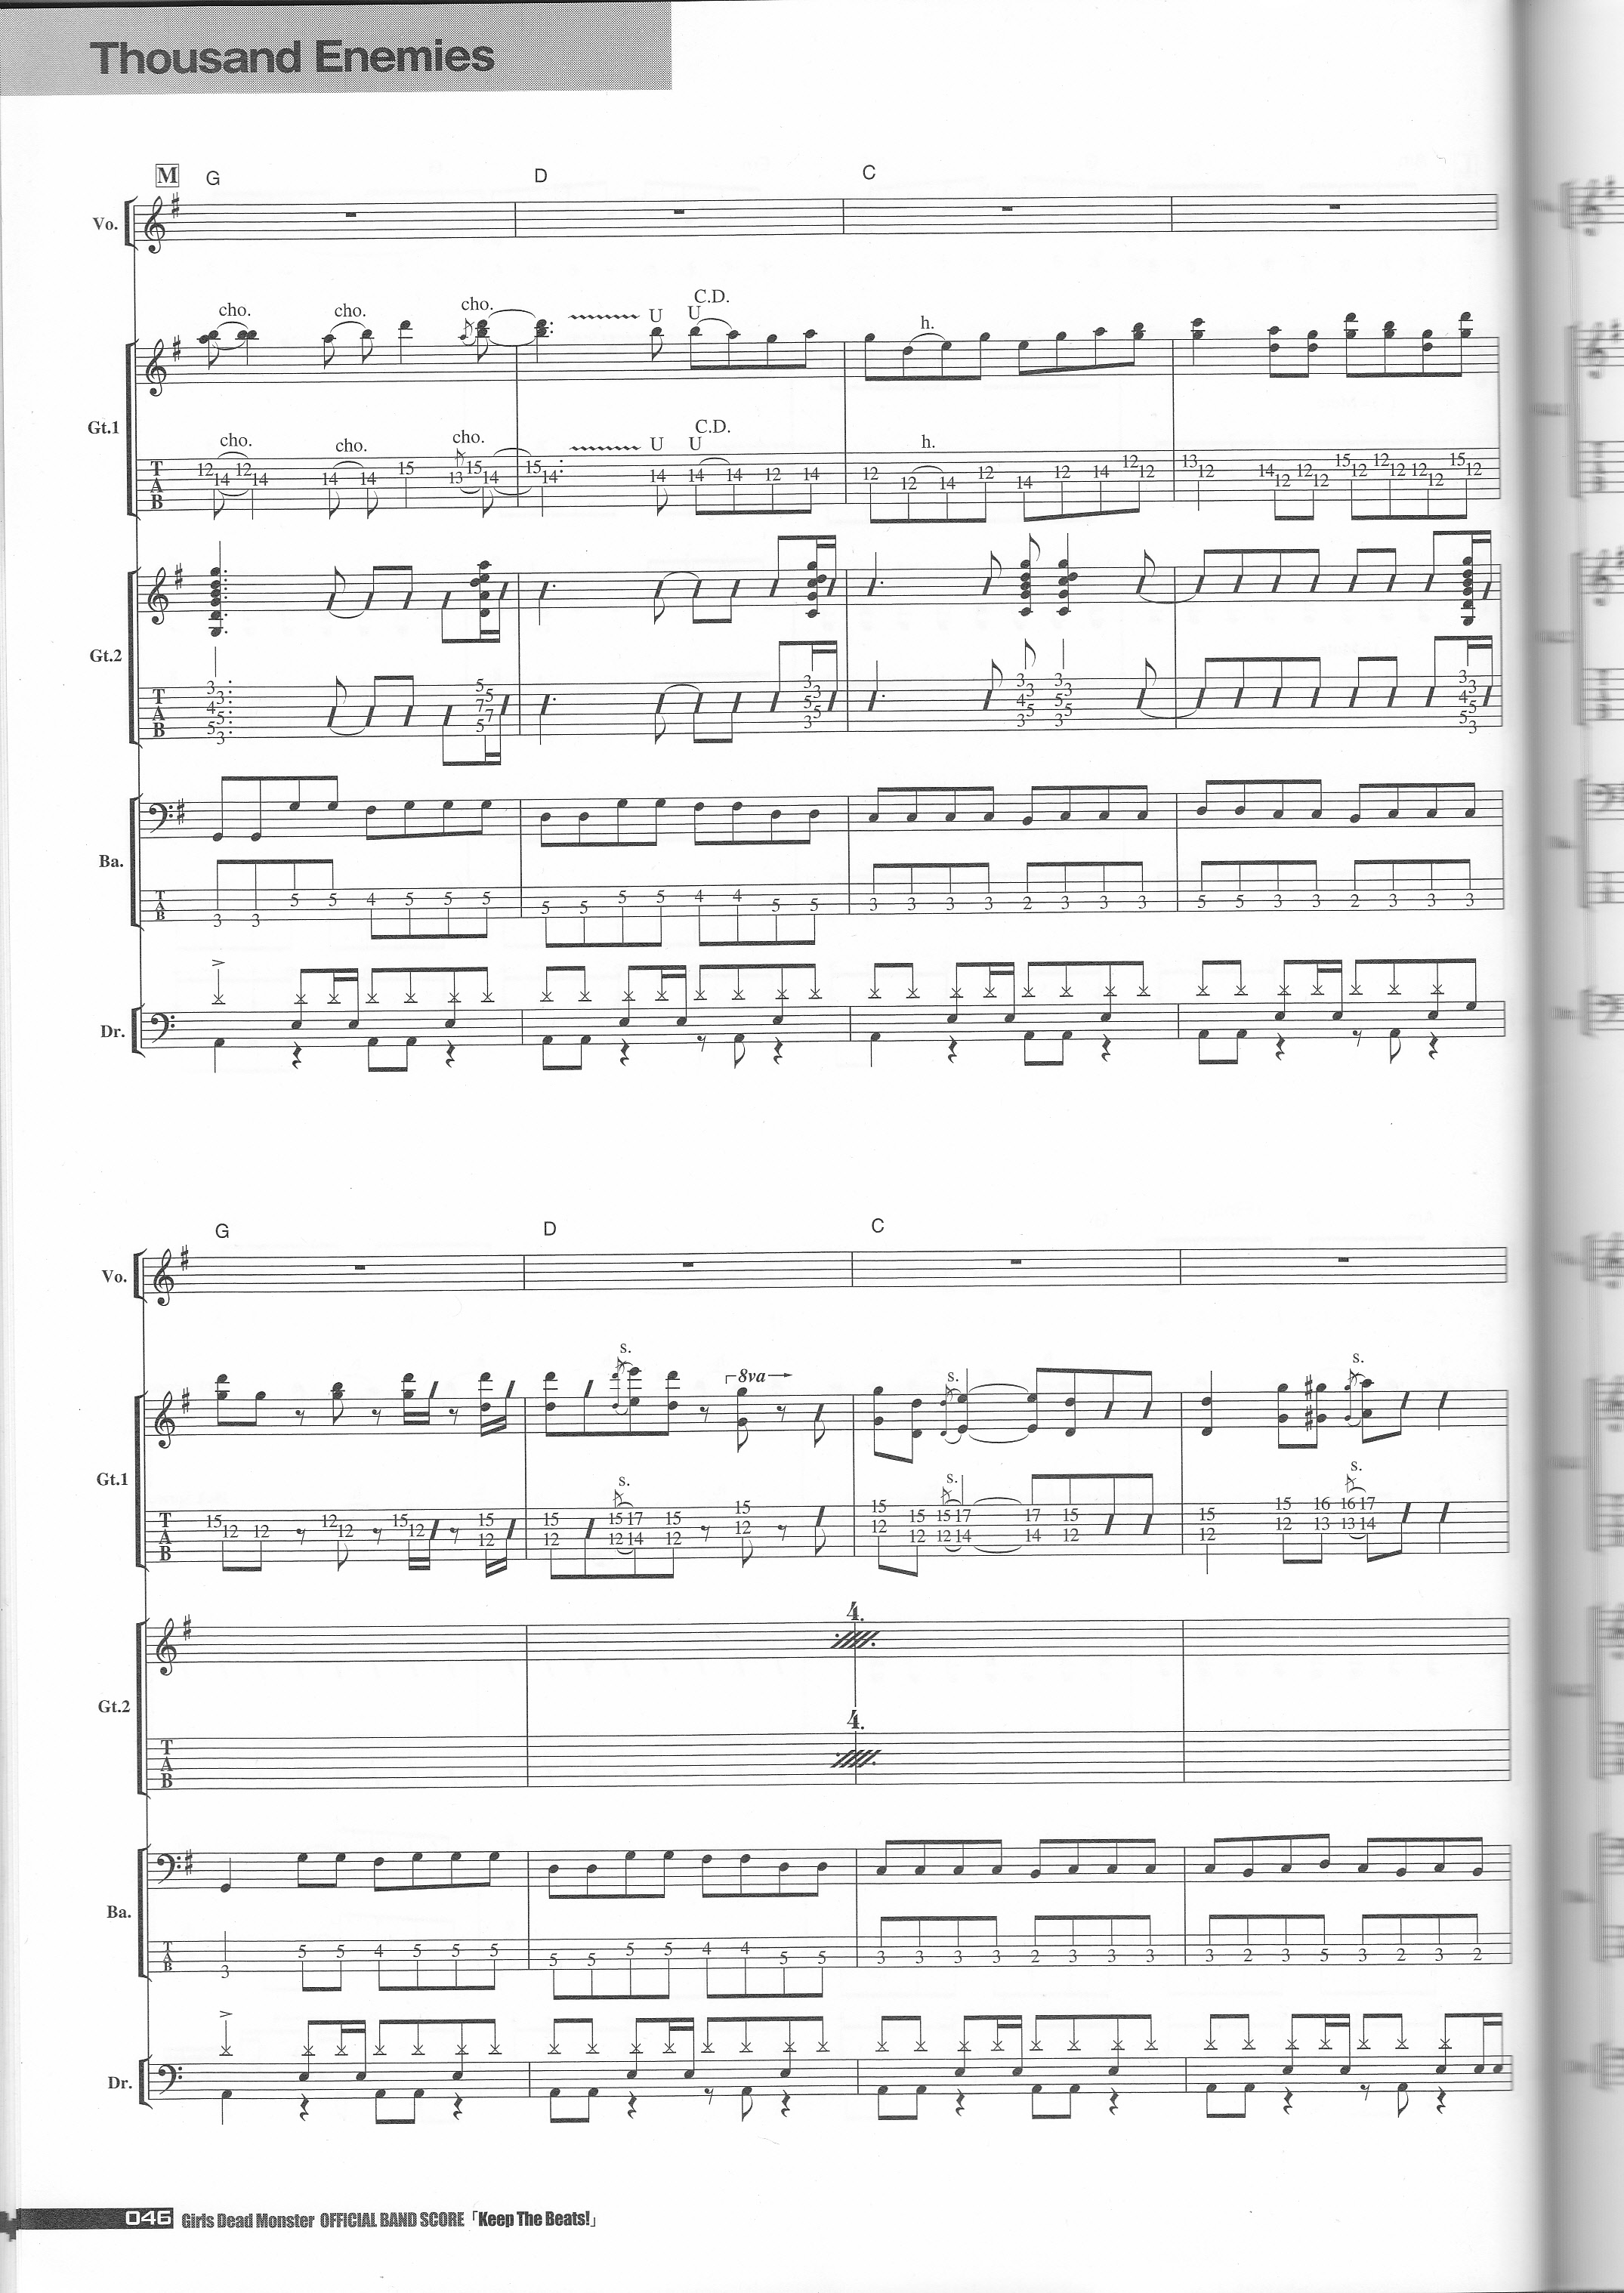 Thousand Enemies
M G D C
Vo.
cho. cho. cho. U U C.D. h.
Gt.1
cho. cho. cho. U U C.D. h.
T 12 14 12 14 14 14 15 13 15 14 15 14 14 14 14 12 14 12 12 14 12 14 12 14 12 12 13 12 14 12 12 12 15 12 12 12 12 12 15 12
A
B
Gt.2
T 3 3 4 5 5 3 5 5 7 7 5 3 3 5 5 3 3 3 4 5 3 5 3 3 5 5 3 3 3 4 5 5 3
A
B
Ba.
T 3 3 5 5 4 5 5 5 5 5 5 5 4 4 5 5 3 3 3 3 2 3 3 3 5 5 3 3 2 3 3 3
A
B
Dr.
G D C
Vo.
s. 8va s. s.
Gt.1
s. s. s.
T 15 12 12 12 12 15 12 15 12 15 12 15 12 17 14 15 12 15 12 15 12 15 12 15 12 17 14 17 14 15 12 15 12 15 12 16 13 16 13 17 14
A
B
4.
Gt.2
4.
T
A
B
Ba.
T 3 5 5 4 5 5 5 5 5 5 5 4 4 5 5 3 3 3 3 2 3 3 3 3 2 3 5 3 2 3 2
A
B
Dr.
046 Girls Dead Monster OFFICIAL BAND SCORE「Keep The Beats!」